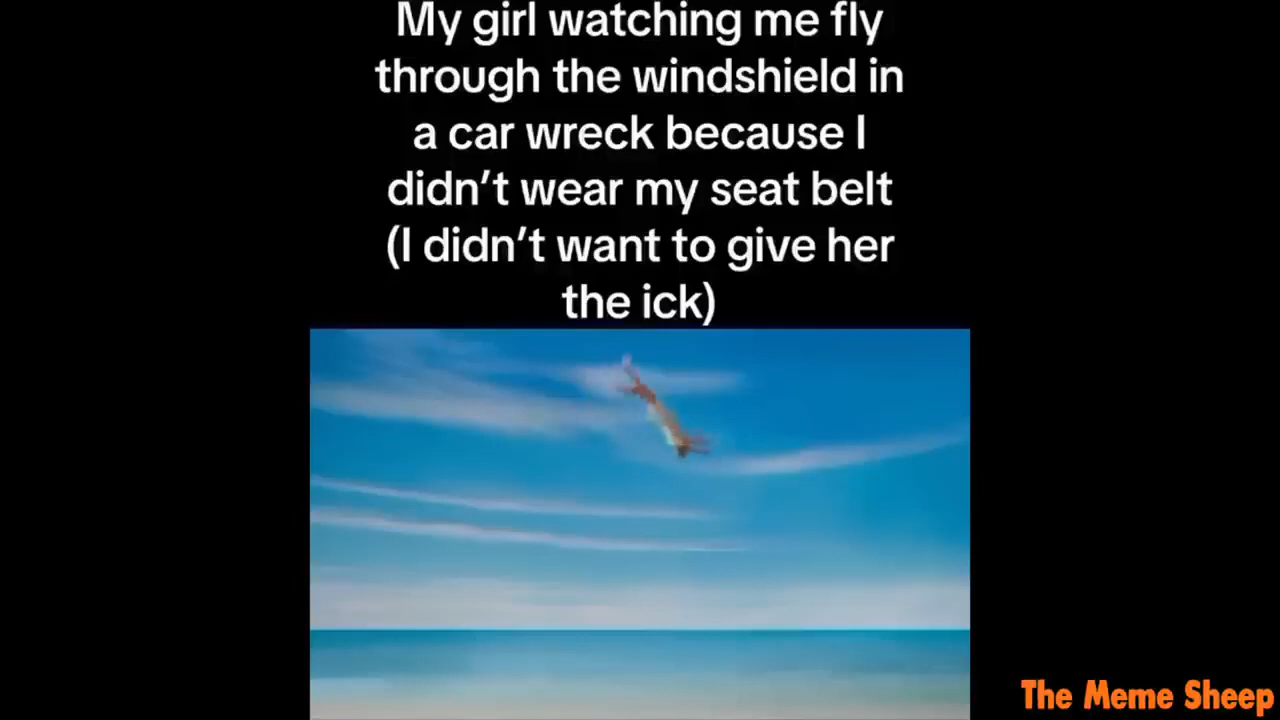 My girl watching me fly
through the windshield in
a car wreck because I
didn’t wear my seat belt
(I didn’t want to give her
the ick)
The Meme Sheep